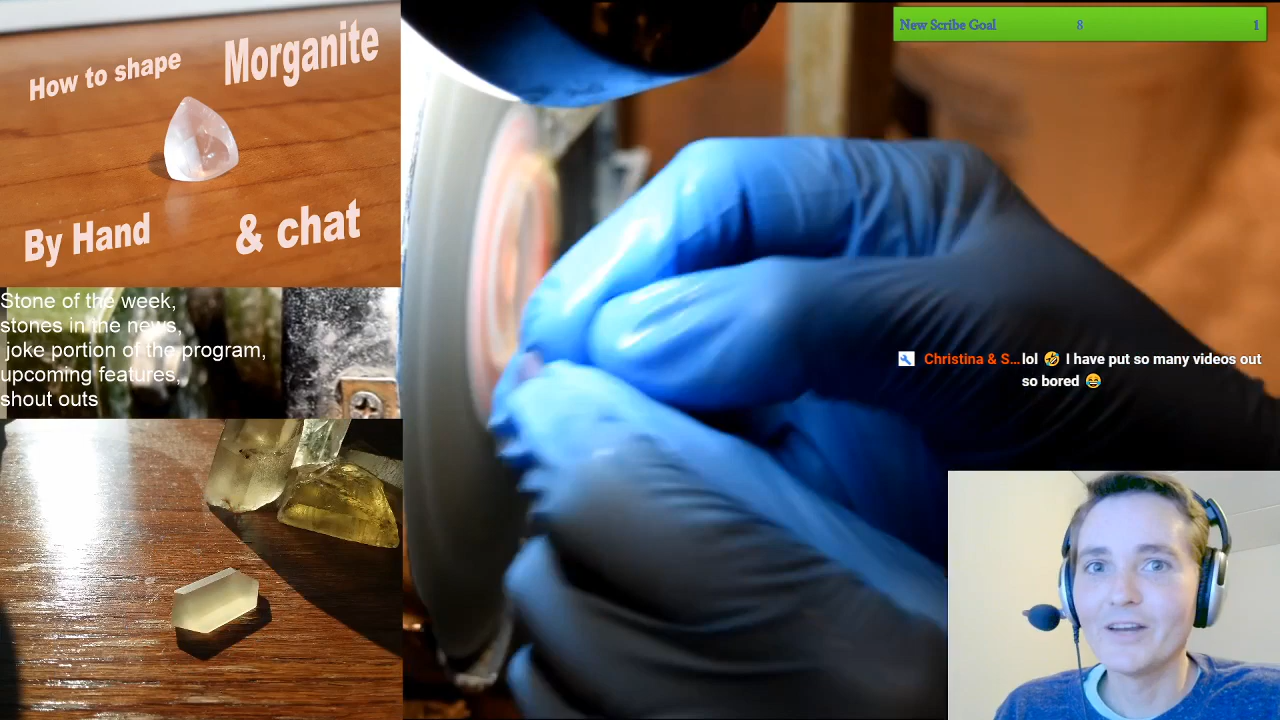 How to shape Morganite
By Hand & chat
Stone of the week,
stones in the news,
joke portion of the program,
upcoming features,
shout outs
New Scribe Goal 8 1
Christina & S... lol 🤣 I have put so many videos out
so bored 😂